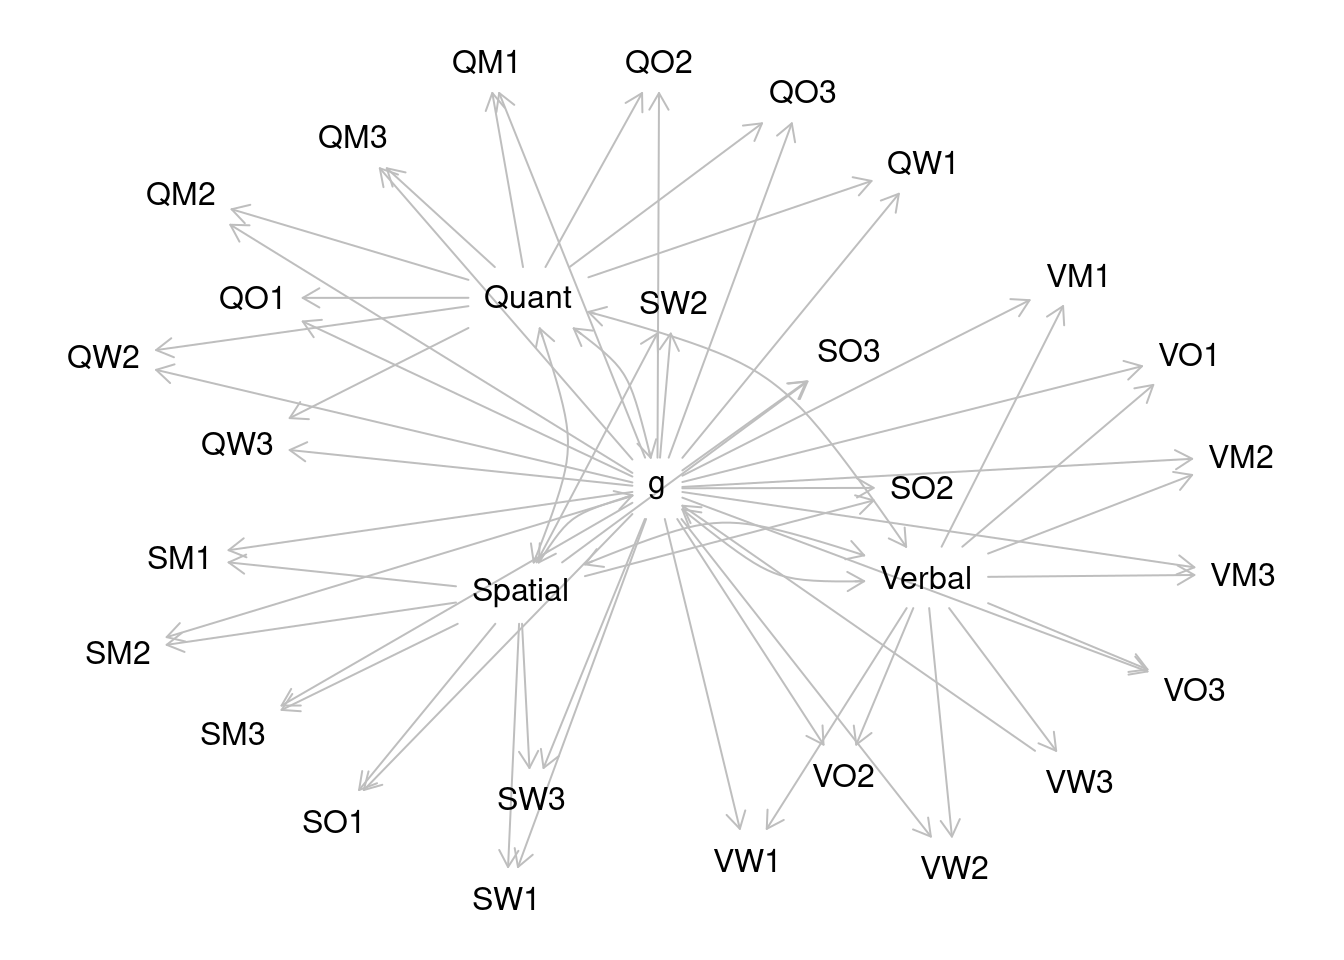 QM1
QO2
QO3
QM3
QW1
QM2
VM1
QO1
Quant
SW2
SO3
VO1
QW2
QW3
VM2
g
SO2
SM1
Verbal
VM3
Spatial
SM2
VO3
SM3
VO2
VW3
SW3
SO1
VW1
VW2
SW1